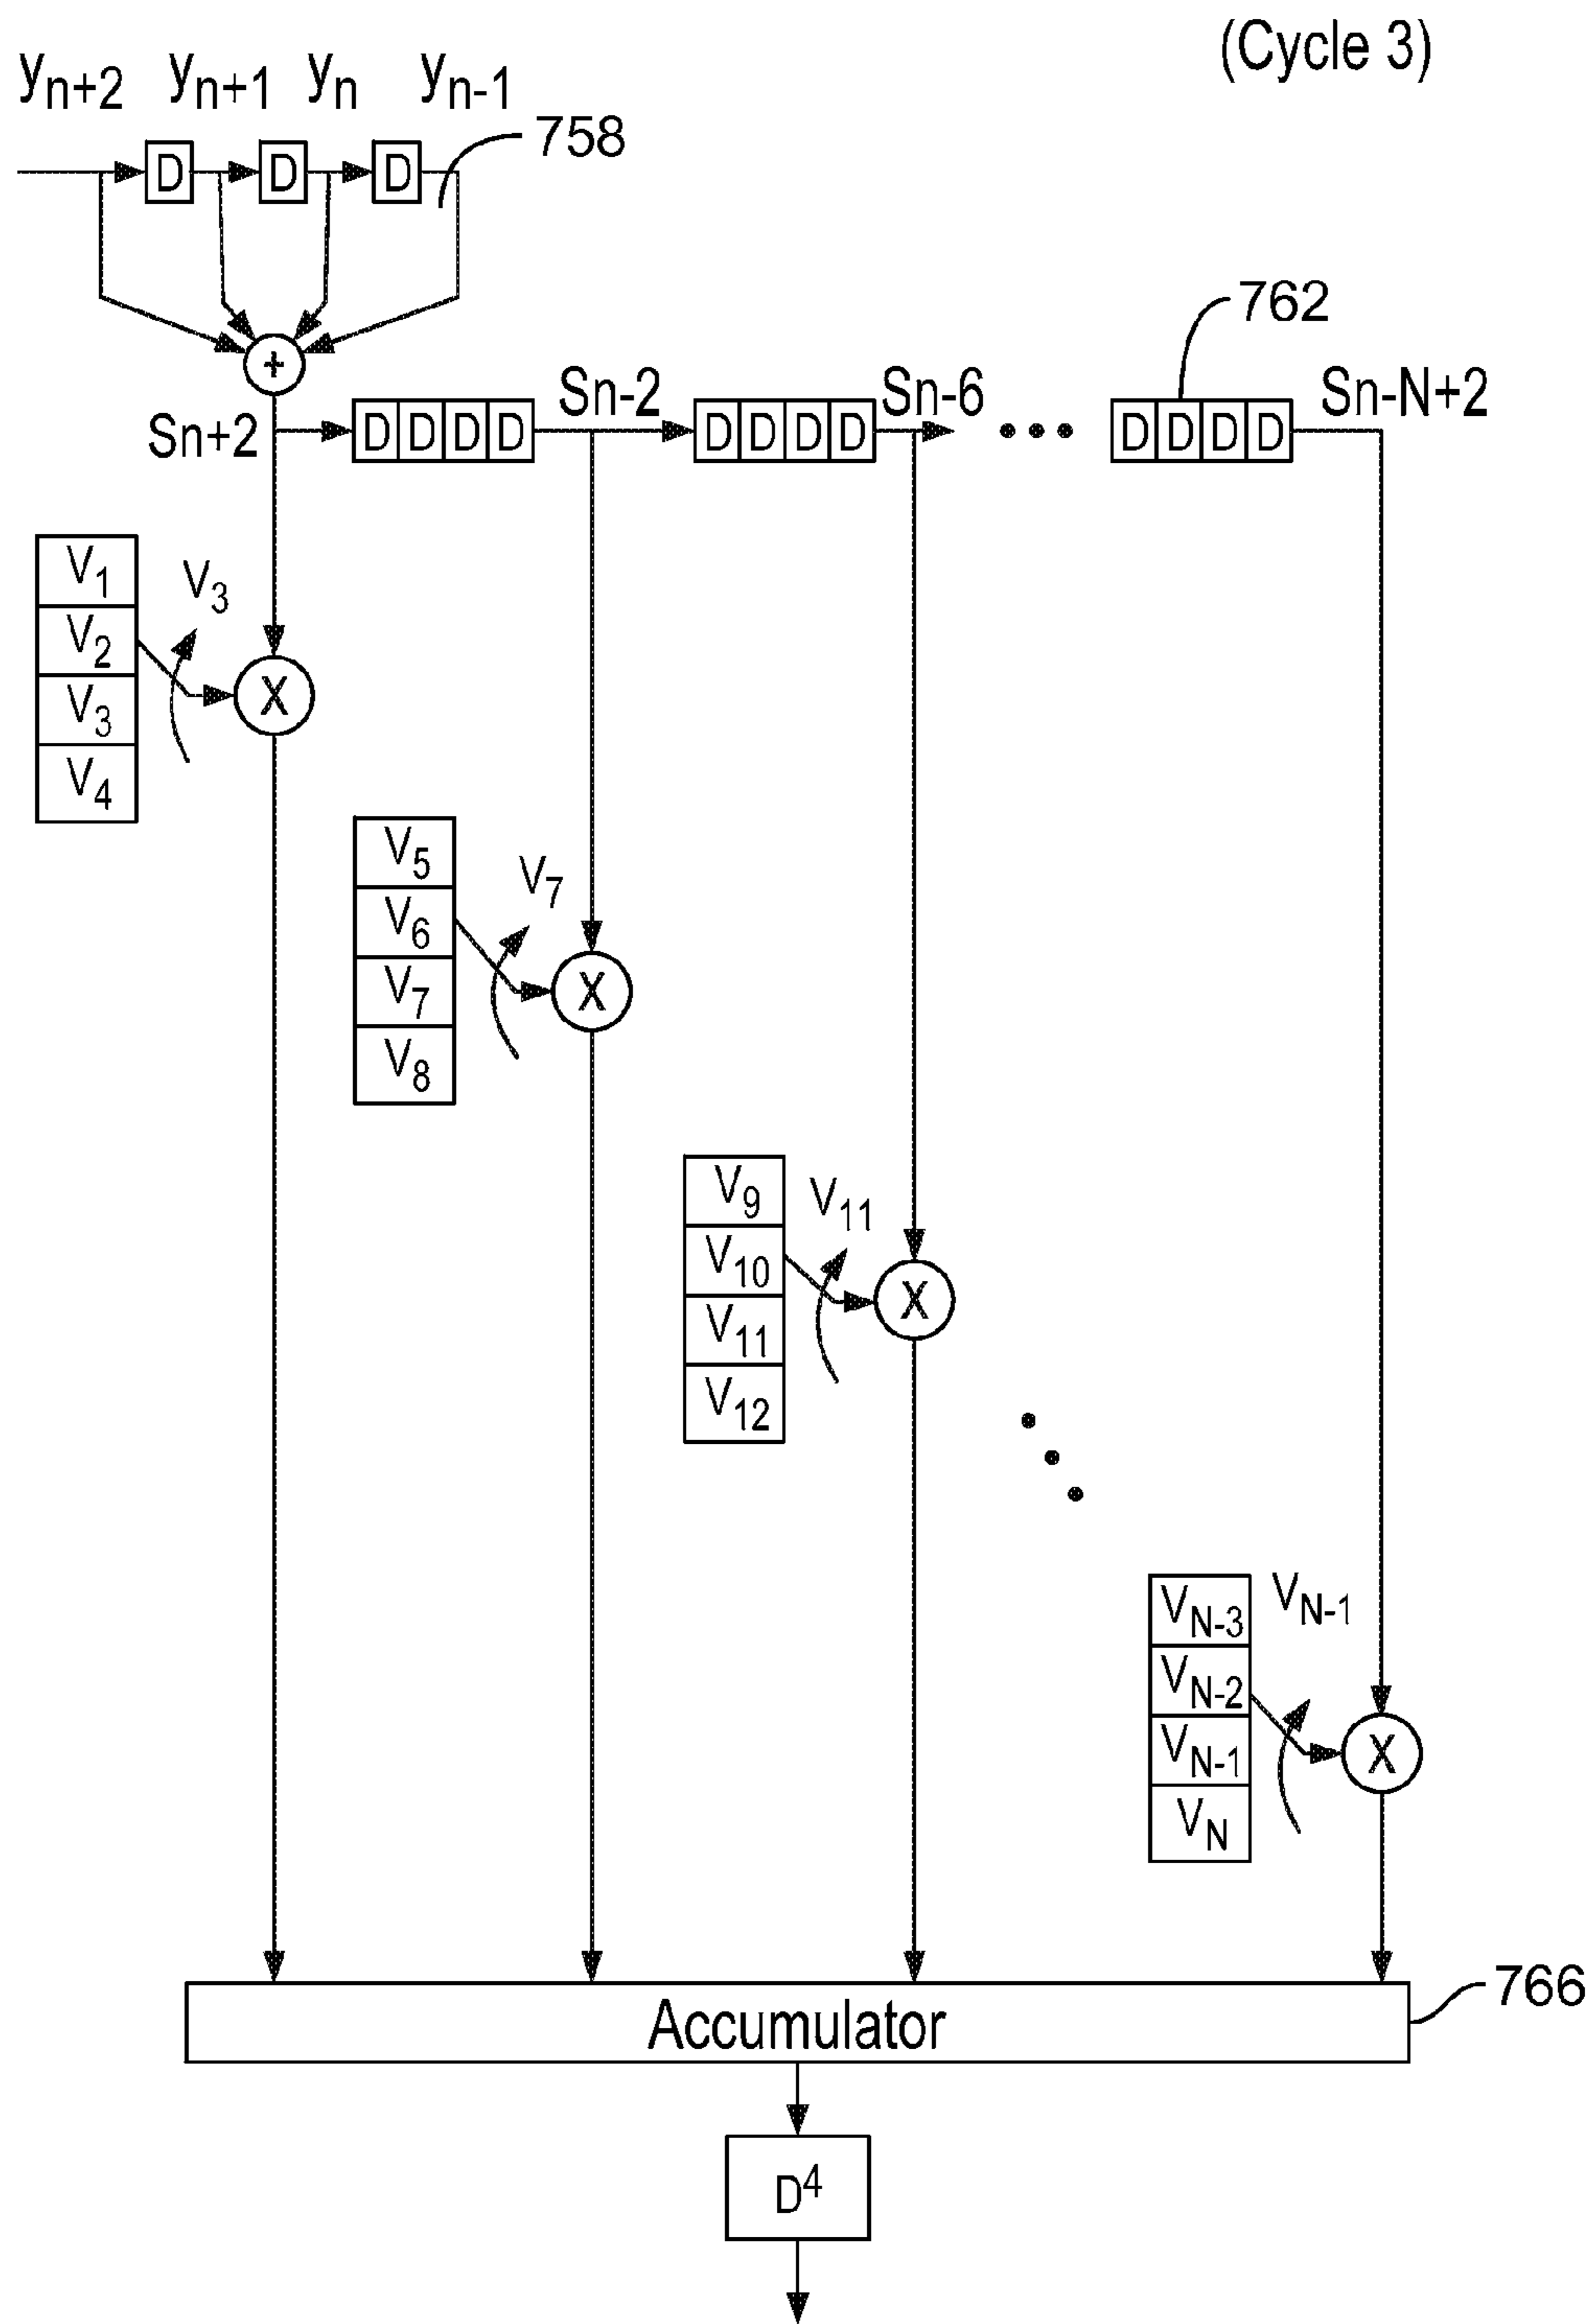 (Cycle 3)
yn+2 yn+1 yn yn-1
D D D
758
+
762
Sn+2
D D D D
Sn-2
D D D D
Sn-6
D D D D
Sn-N+2
V1
V2
V3
V4
V3
X
V5
V6
V7
V8
V7
X
V9
V10
V11
V12
V11
X
VN-3
VN-2
VN-1
VN
VN-1
X
Accumulator
766
D4